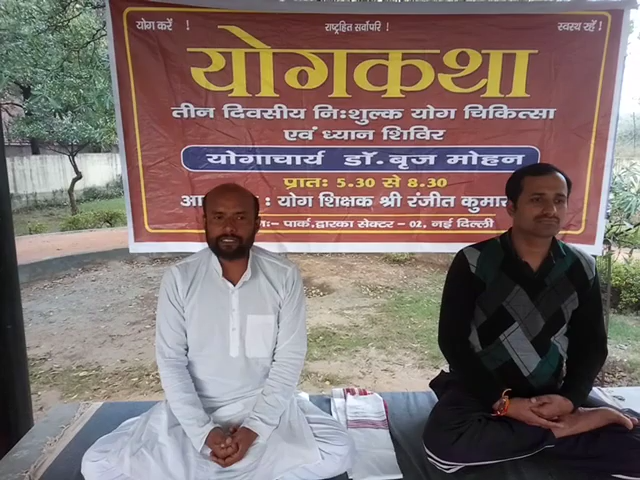 योग करें ! राष्ट्रहित सर्वोपरि ! स्वस्थ रहें !
योगकथा
तीन दिवसीय निःशुल्क योग चिकित्सा
एवं ध्यान शिविर
योगाचार्य डॉ. बृज मोहन
प्रातः 5.30 से 8.30
: योग शिक्षक श्री रंजीत कुमार
:- पार्क, द्वारका सेक्टर - 02, नई दिल्ली